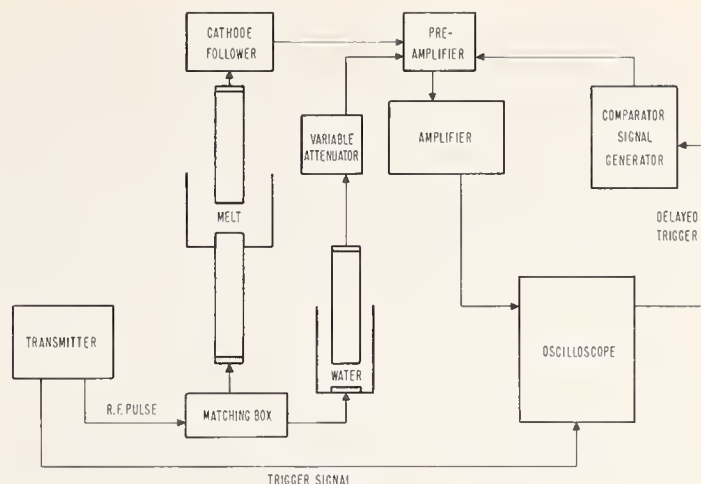 CATHODE
FOLLOWER
PRE-
AMPLIFIER
VARIABLE
ATTENUATOR
AMPLIFIER
COMPARATOR
SIGNAL
GENERATOR
MELT
DELAYED
TRIGGER
TRANSMITTER
WATER
OSCILLOSCOPE
R.F. PULSE
MATCHING BOX
TRIGGER SIGNAL